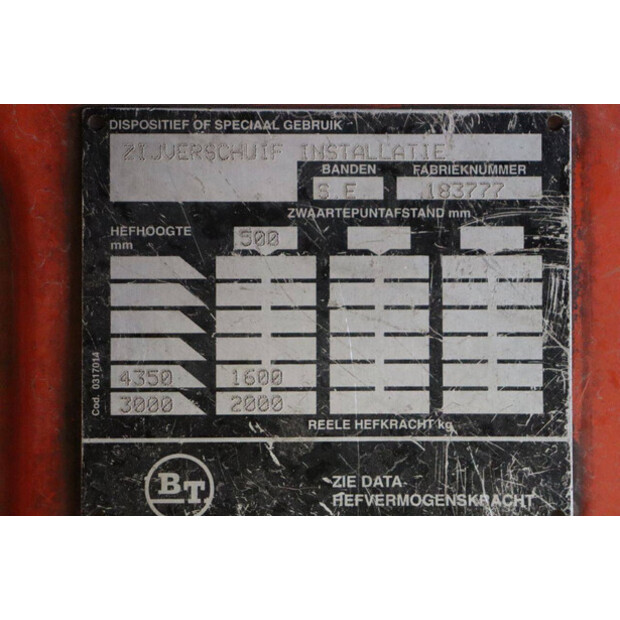 DISPOSITIEF OF SPECIAAL GEBRUIK
ZIJVERSCHUIF INSTALLATIE
BANDEN FABRIEKNUMMER
S.E. 183777
ZWAARTEPUNTAFSTAND mm
HEFHOOGTE
mm
500
4350 1600
3000 2000
REELE HEFKRACHT kg
Cod. 0317014
BT
ZIE DATA
HEFVERMOGENSKRACHT